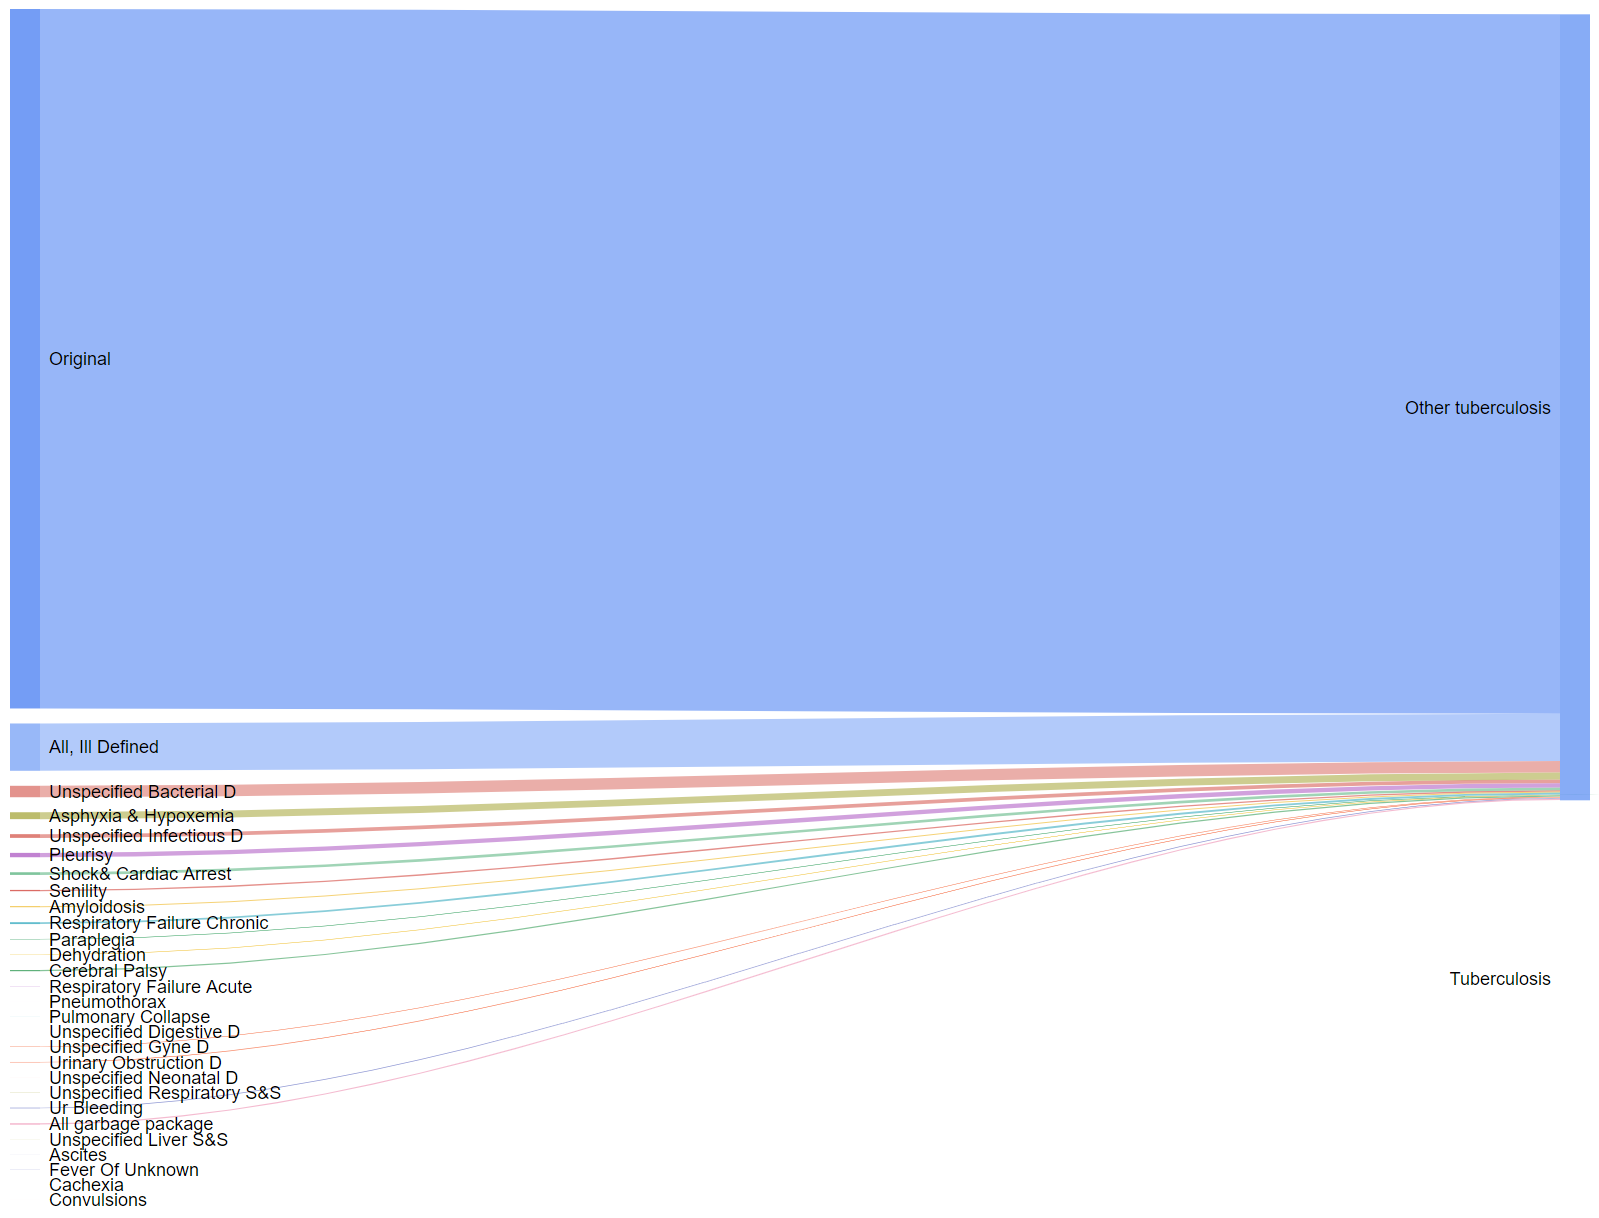 Original
Other tuberculosis
All, Ill Defined
Unspecified Bacterial D
Asphyxia & Hypoxemia
Unspecified Infectious D
Pleurisy
Shock& Cardiac Arrest
Senility
Amyloidosis
Respiratory Failure Chronic
Paraplegia
Dehydration
Cerebral Palsy
Tuberculosis
Respiratory Failure Acute
Pneumothorax
Pulmonary Collapse
Unspecified Digestive D
Unspecified Gyne D
Urinary Obstruction D
Unspecified Neonatal D
Unspecified Respiratory S&S
Ur Bleeding
All garbage package
Unspecified Liver S&S
Ascites
Fever Of Unknown
Cachexia
Convulsions